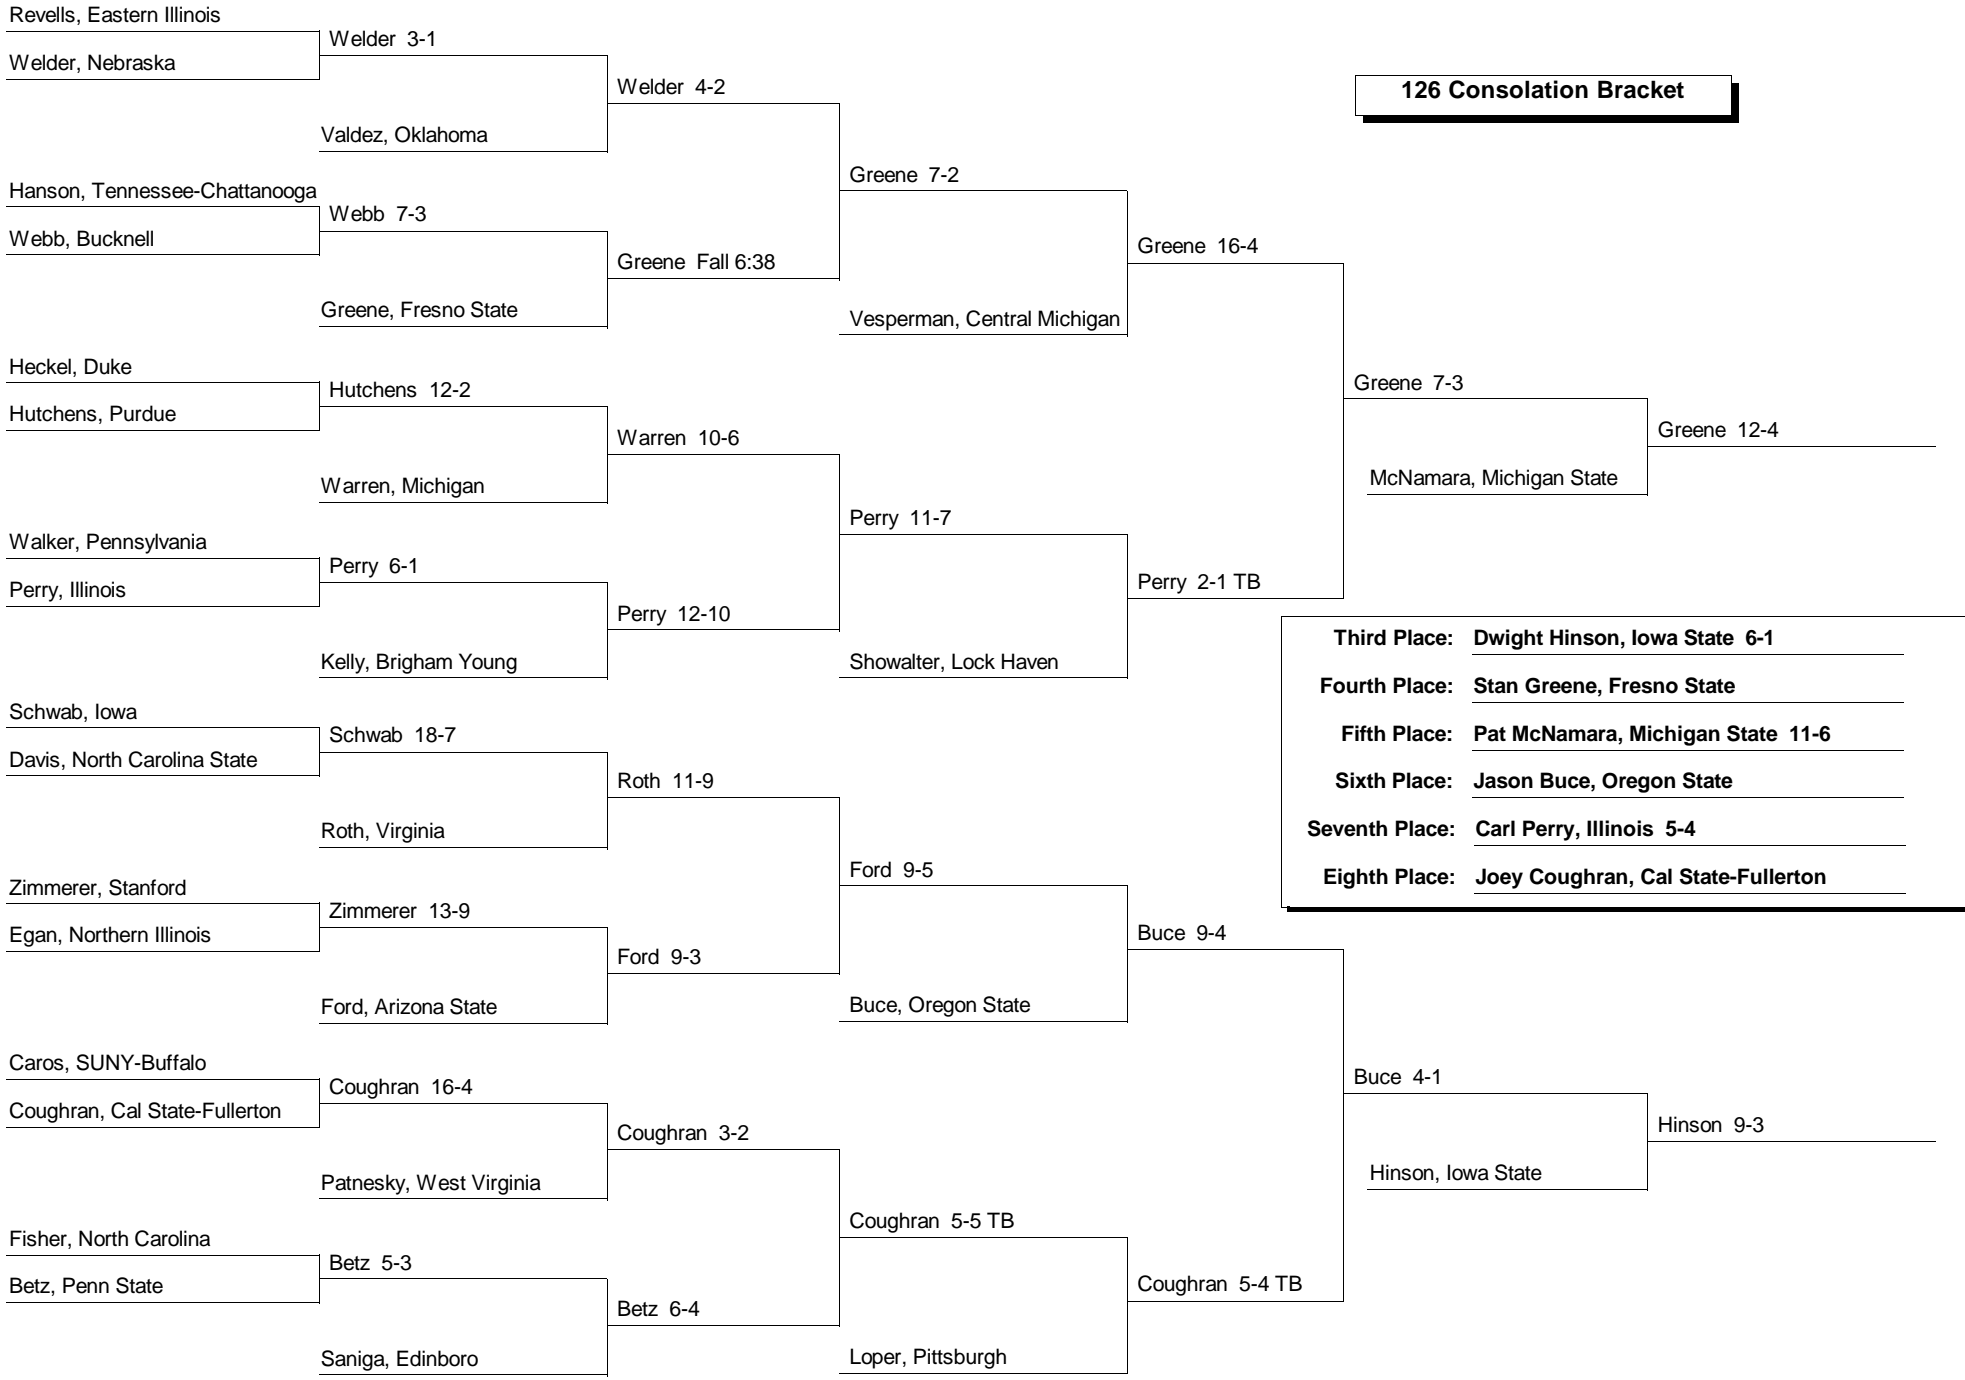 Revells, Eastern Illinois
Welder 3-1
Welder, Nebraska
Welder 4-2
126 Consolation Bracket
Valdez, Oklahoma
Greene 7-2
Hanson, Tennessee-Chattanooga
Webb 7-3
Webb, Bucknell
Greene 16-4
Greene Fall 6:38
Greene, Fresno State
Vesperman, Central Michigan
Heckel, Duke
Hutchens 12-2
Greene 7-3
Hutchens, Purdue
Warren 10-6
Greene 12-4
Warren, Michigan
McNamara, Michigan State
Perry 11-7
Walker, Pennsylvania
Perry 6-1
Perry, Illinois
Perry 2-1 TB
Perry 12-10
Kelly, Brigham Young
Showalter, Lock Haven
Third Place: Dwight Hinson, Iowa State 6-1
Fourth Place: Stan Greene, Fresno State
Fifth Place: Pat McNamara, Michigan State 11-6
Sixth Place: Jason Buce, Oregon State
Seventh Place: Carl Perry, Illinois 5-4
Eighth Place: Joey Coughran, Cal State-Fullerton
Schwab, Iowa
Schwab 18-7
Davis, North Carolina State
Roth 11-9
Roth, Virginia
Ford 9-5
Zimmerer, Stanford
Zimmerer 13-9
Egan, Northern Illinois
Buce 9-4
Ford 9-3
Ford, Arizona State
Buce, Oregon State
Caros, SUNY-Buffalo
Coughran 16-4
Buce 4-1
Coughran, Cal State-Fullerton
Coughran 3-2
Hinson 9-3
Patnesky, West Virginia
Hinson, Iowa State
Coughran 5-5 TB
Fisher, North Carolina
Betz 5-3
Betz, Penn State
Coughran 5-4 TB
Betz 6-4
Saniga, Edinboro
Loper, Pittsburgh